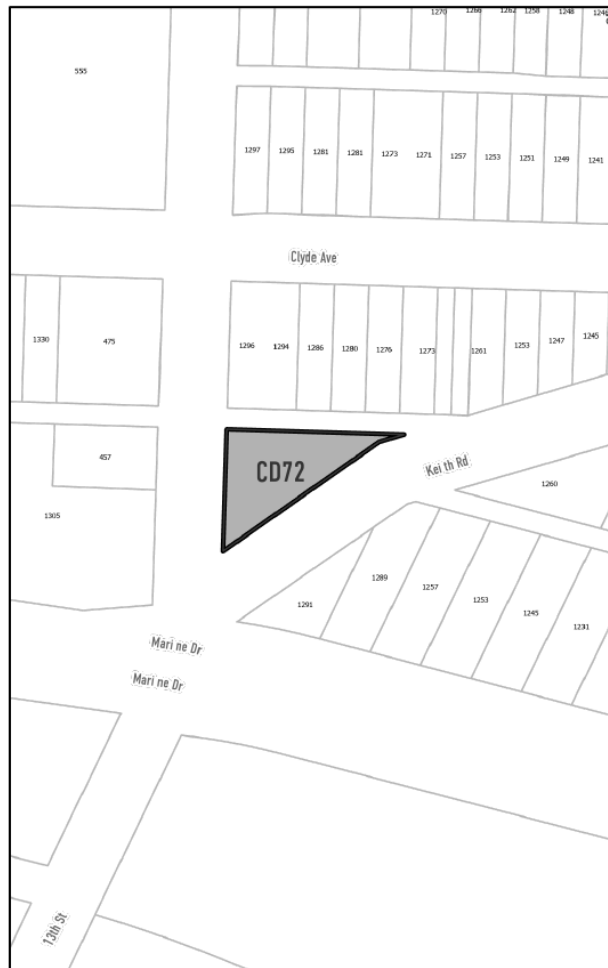 1270 1266 1262 1258 1248
555
1297 1295 1281 1281 1273 1271 1257 1253 1251 1249 1241
Clyde Ave
1330 475 1296 1294 1286 1280 1276 1273 1261 1253 1247 1245
457
CD72
Kei th Rd
1260
1305
1289
1257
1291
1253
1245
1231
Mari ne Dr
Mari ne Dr
13th St